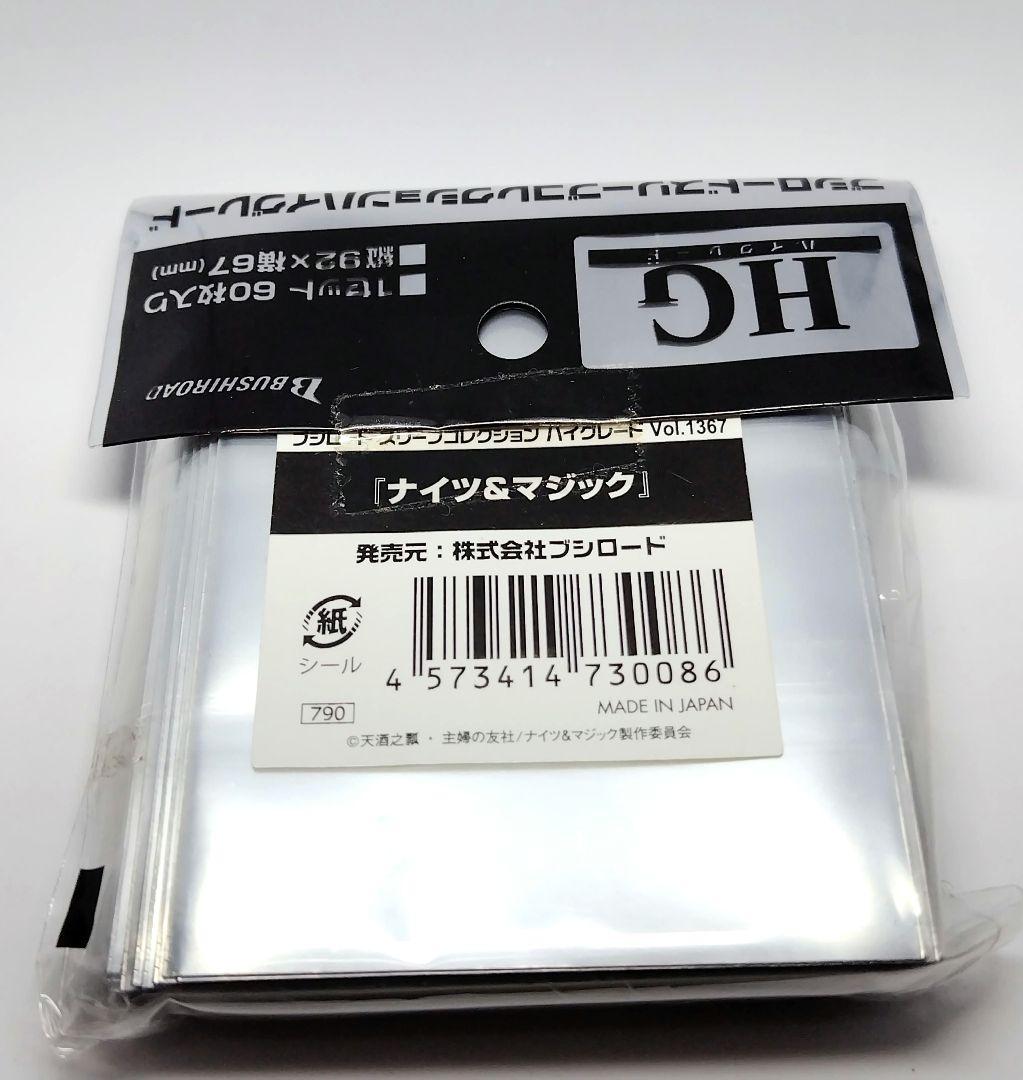 ブシロードスリーブコレクションハイグレード
HG
ハイグレード
1セット 60枚入り
縦92×横67(mm)
BUSHIROAD
ブシロード スリーブコレクション ハイグレード Vol.1367
『ナイツ&マジック』
発売元：株式会社ブシロード
紙
シール
4 573414 730086
790
MADE IN JAPAN
©天酒之瓢・主婦の友社/ナイツ&マジック製作委員会